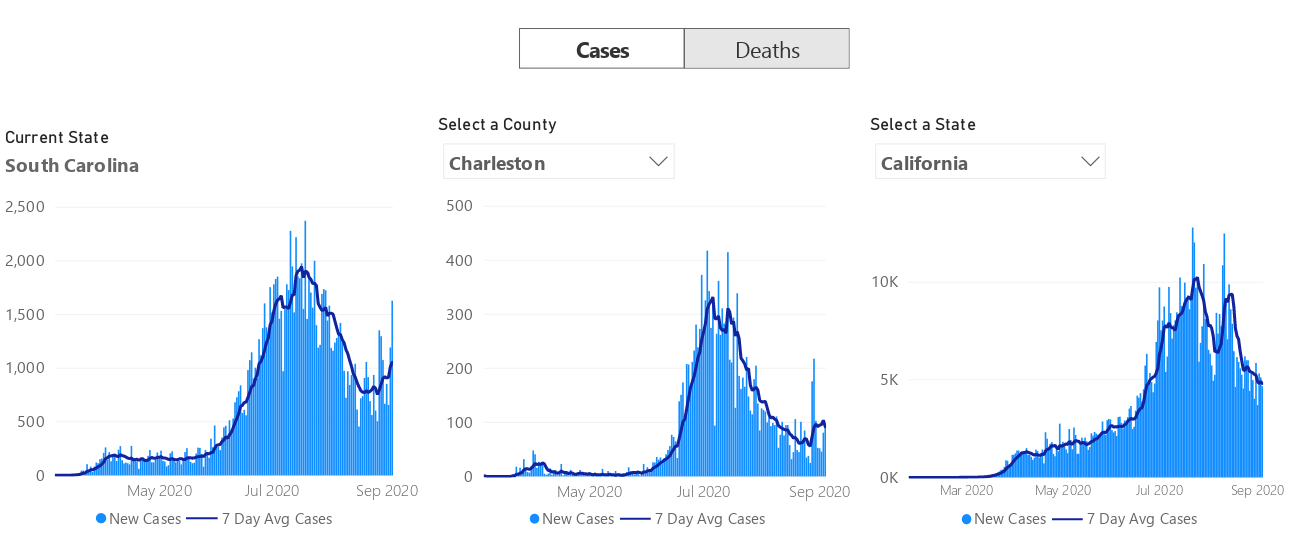 Cases Deaths
Current State
South Carolina
2,500
2,000
1,500
1,000
500
0
May 2020 Jul 2020 Sep 2020
New Cases 7 Day Avg Cases
Select a County
Charleston
500
400
300
200
100
0
May 2020 Jul 2020 Sep 2020
New Cases 7 Day Avg Cases
Select a State
California
10K
5K
0K
Mar 2020 May 2020 Jul 2020 Sep 2020
New Cases 7 Day Avg Cases